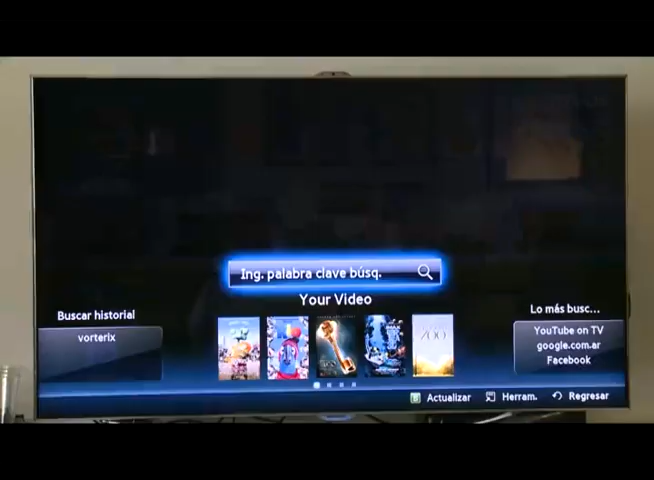 Ing. palabra clave búsq.
Your Video
Buscar historial
vorterix
Lo más busc...
YouTube on TV
google.com.ar
Facebook
ZOO
B Actualizar
Herram.
Regresar